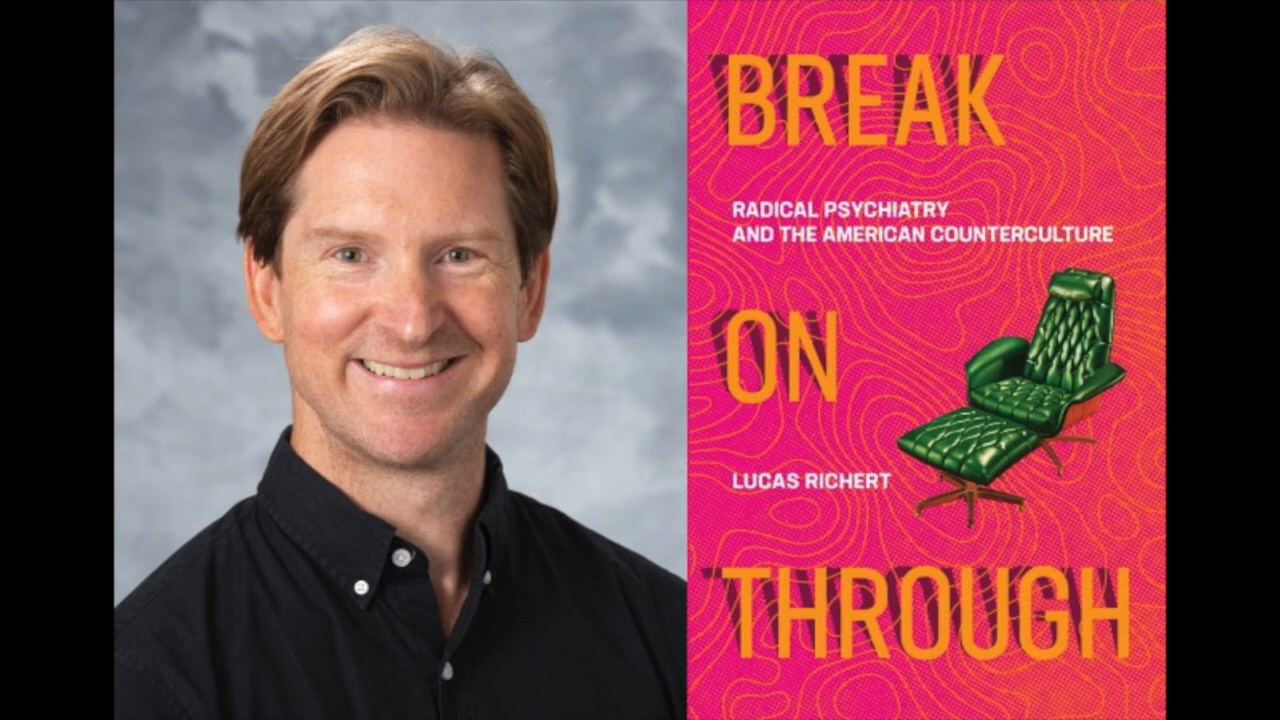 BREAK
RADICAL PSYCHIATRY
AND THE AMERICAN COUNTERCULTURE
ON
LUCAS RICHERT
THROUGH